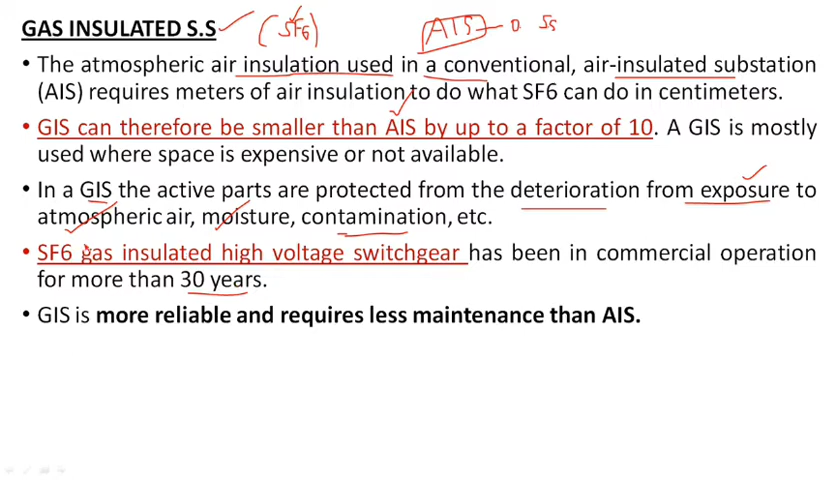 GAS INSULATED S.S (SF6) AIS - O SS
• The atmospheric air insulation used in a conventional, air-insulated substation
(AIS) requires meters of air insulation to do what SF6 can do in centimeters.
• GIS can therefore be smaller than AIS by up to a factor of 10. A GIS is mostly
used where space is expensive or not available.
• In a GIS the active parts are protected from the deterioration from exposure to
atmospheric air, moisture, contamination, etc.
• SF6 gas insulated high voltage switchgear has been in commercial operation
for more than 30 years.
• GIS is more reliable and requires less maintenance than AIS.